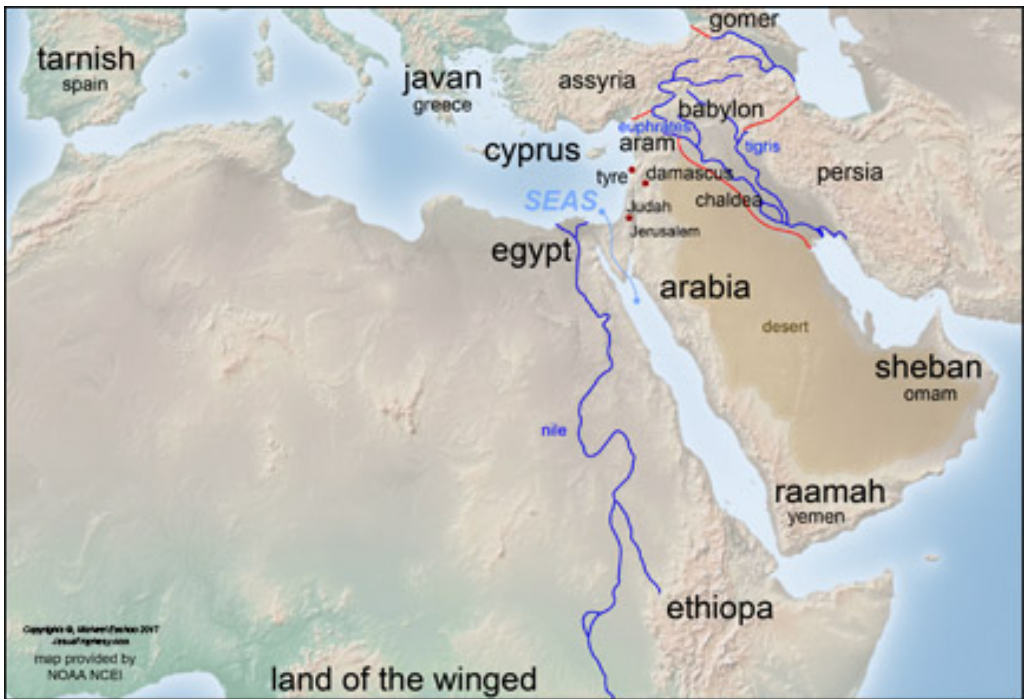 gomer
tarnish
spain
javan
greece
assyria
babylon
euphrates
aram
tigris
cyprus
tyre
damascus
persia
SEAS
Judah
chaldea
Jerusalem
egypt
arabia
desert
sheban
omam
nile
raamah
yemen
ethiopa
map provided by
NOAA NCEI
land of the winged